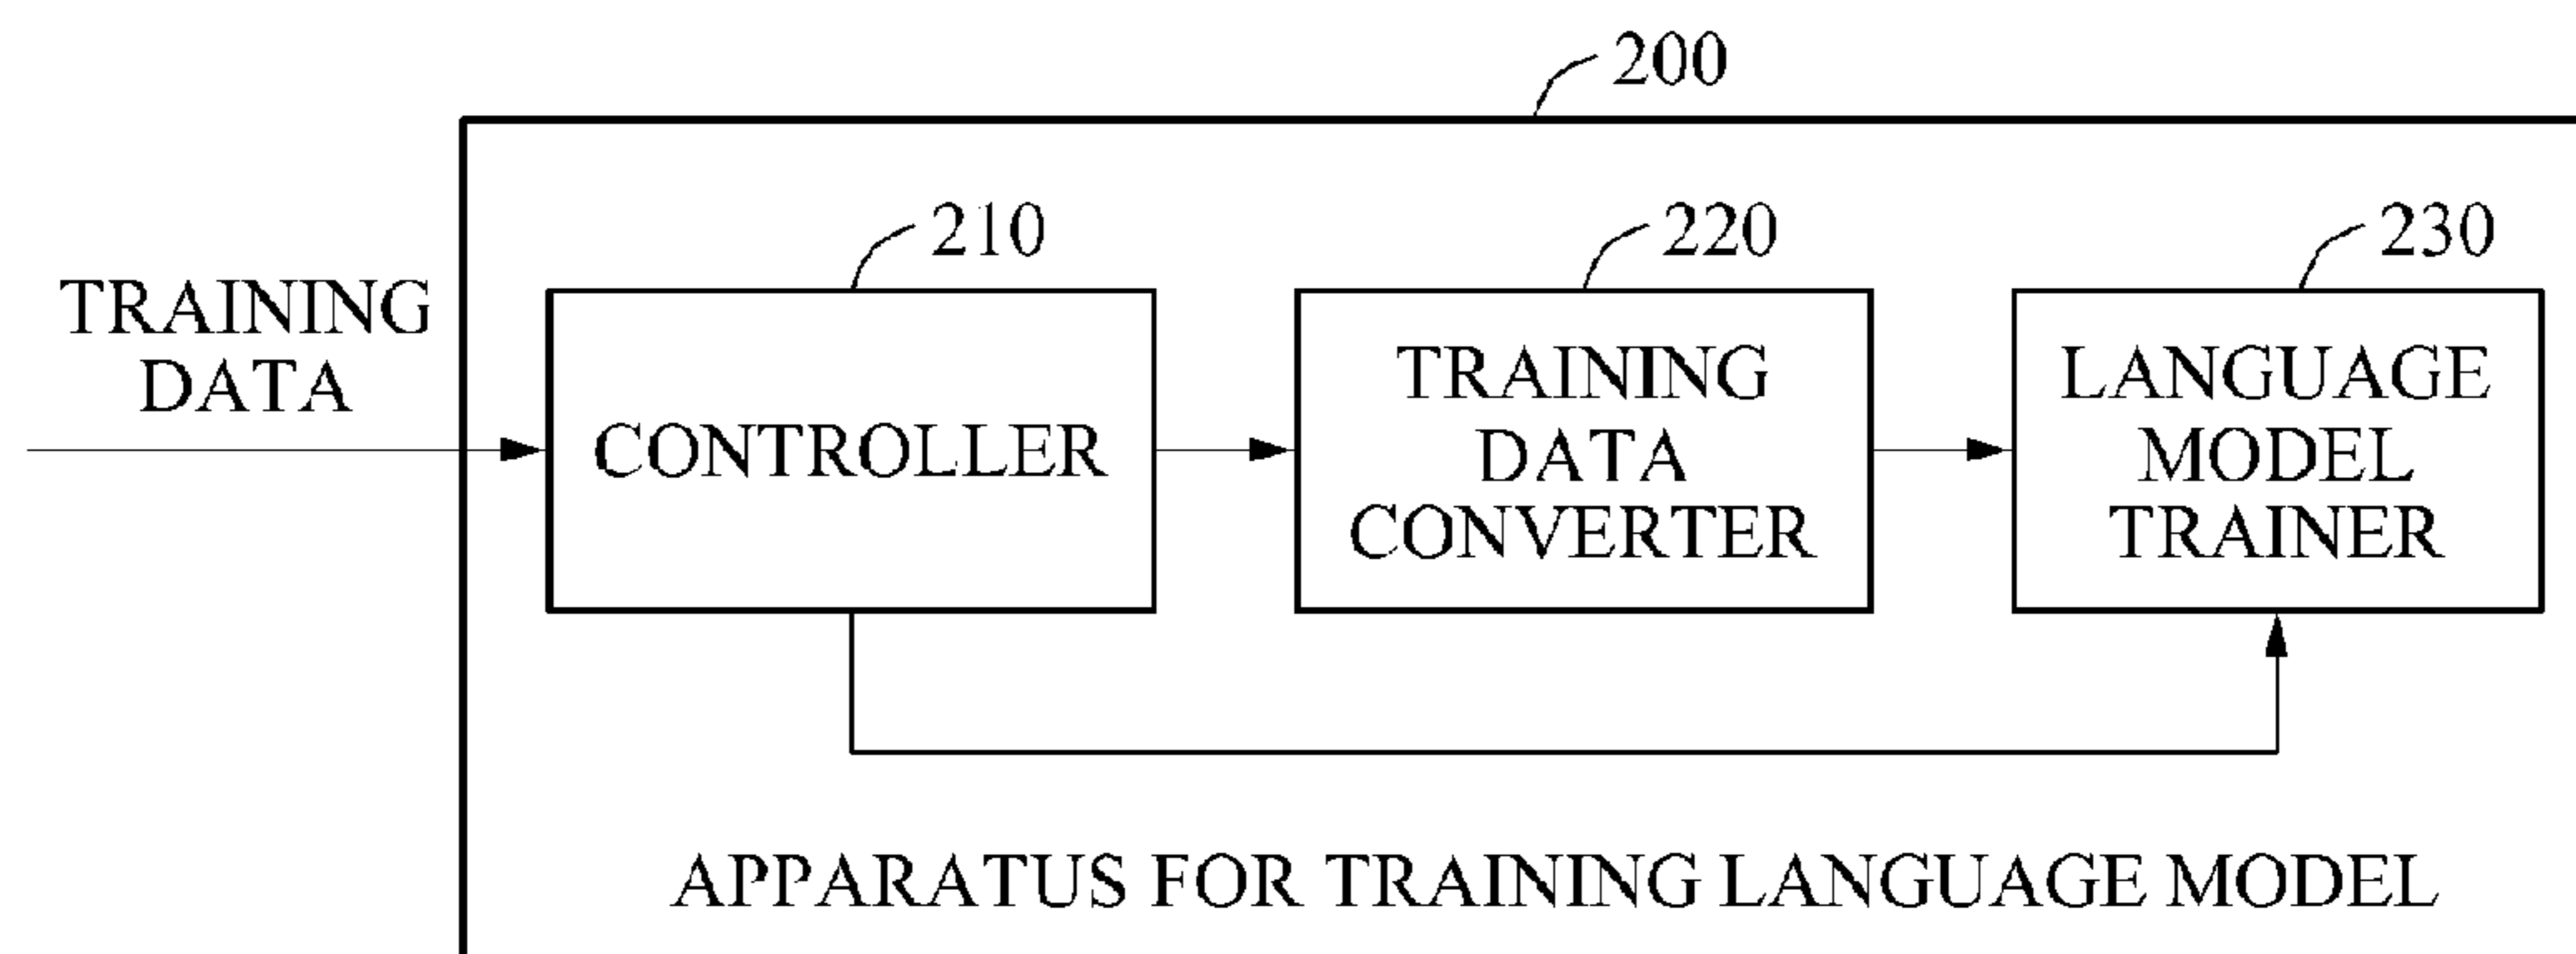 200
210
220
230
TRAINING
DATA
CONTROLLER
TRAINING
DATA
CONVERTER
LANGUAGE
MODEL
TRAINER
APPARATUS FOR TRAINING LANGUAGE MODEL